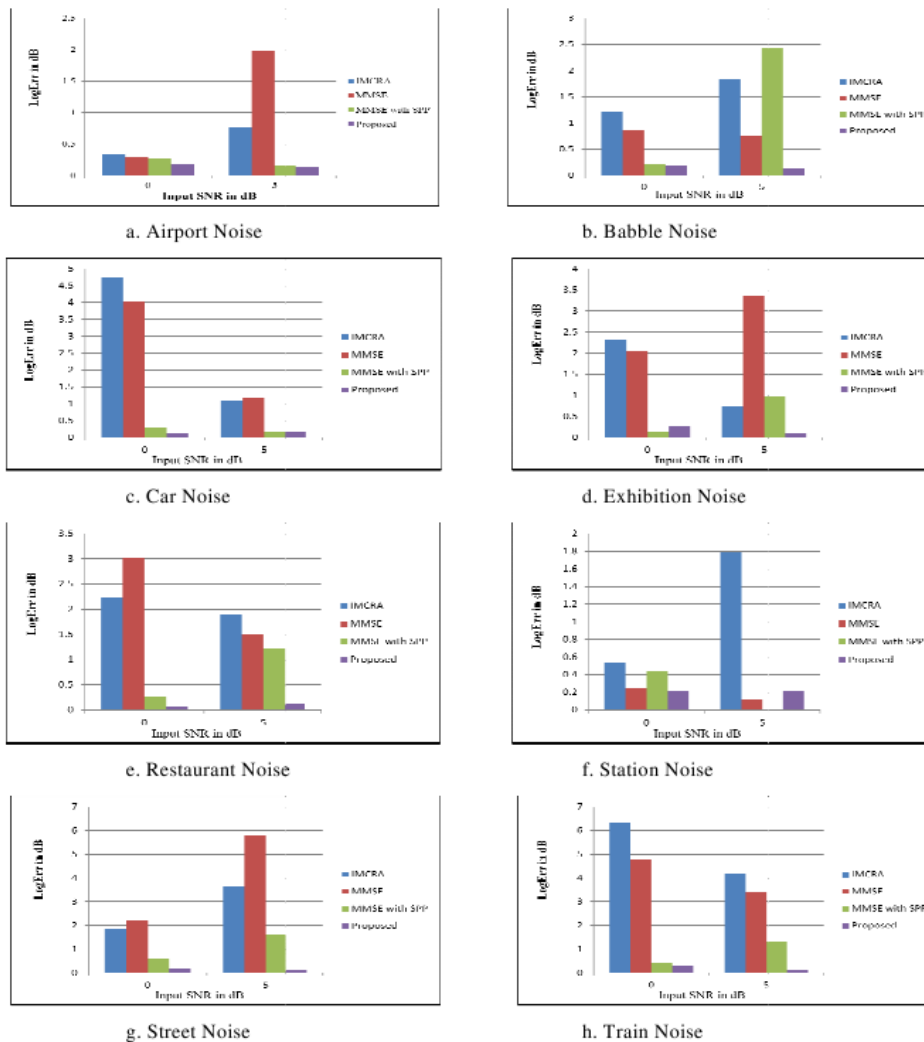 2.5
2
1.5
1
0.5
0
LogErr in dB
0
5
Input SNR in dB
IMCRA
MMSE
MMSE with SPP
Proposed
a. Airport Noise
3
2.5
2
1.5
1
0.5
0
LogErr in dB
0
5
Input SNR in dB
IMCRA
MMSE
MMSE with SPP
Proposed
b. Babble Noise
5
4.5
4
3.5
3
2.5
2
1.5
1
0.5
0
LogErr in dB
0
5
Input SNR in dB
IMCRA
MMSE
MMSE with SPP
Proposed
c. Car Noise
4
3.5
3
2.5
2
1.5
1
0.5
0
LogErr in dB
0
5
Input SNR in dB
IMCRA
MMSE
MMSE with SPP
Proposed
d. Exhibition Noise
3.5
3
2.5
2
1.5
1
0.5
0
LogErr in dB
0
5
Input SNR in dB
IMCRA
MMSE
MMSE with SPP
Proposed
e. Restaurant Noise
2
1.8
1.6
1.4
1.2
1
0.8
0.6
0.4
0.2
0
LogErr in dB
0
5
Input SNR in dB
IMCRA
MMSE
MMSE with SPP
Proposed
f. Station Noise
7
6
5
4
3
2
1
0
LogErr in dB
0
5
Input SNR in dB
IMCRA
MMSE
MMSE with SPP
Proposed
g. Street Noise
7
6
5
4
3
2
1
0
LogErr in dB
0
5
Input SNR in dB
IMCRA
MMSE
MMSE with SPP
Proposed
h. Train Noise